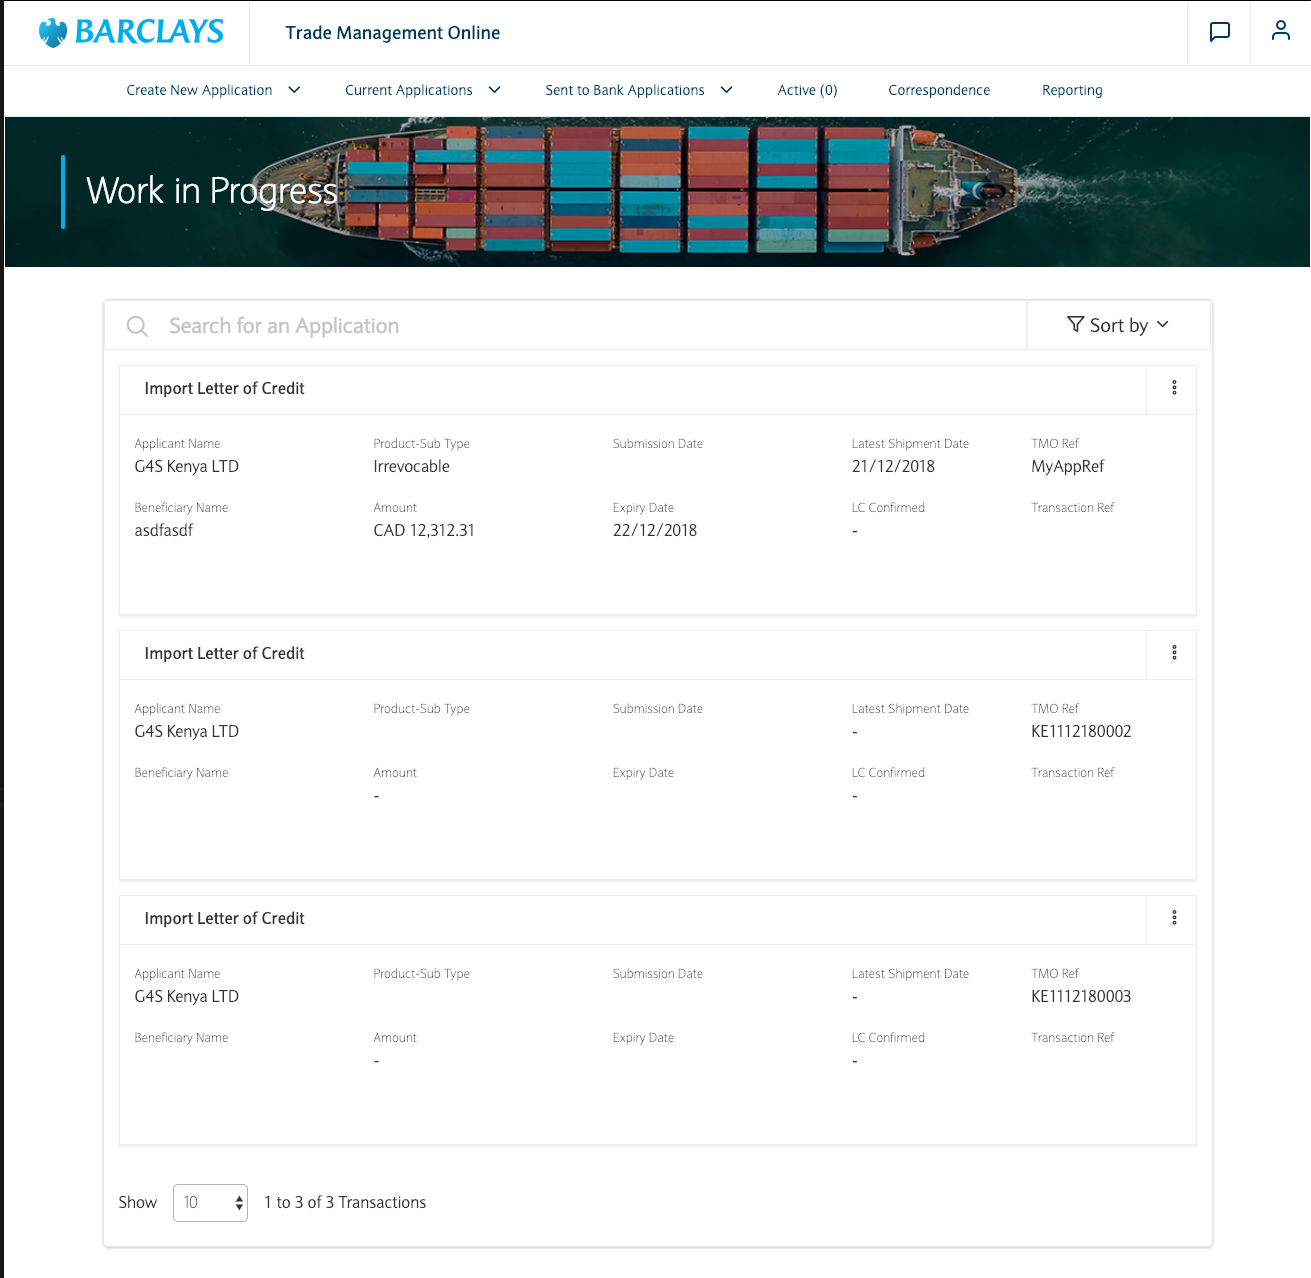 BARCLAYS
Trade Management Online
Create New Application
Current Applications
Sent to Bank Applications
Active (0)
Correspondence
Reporting
Work in Progress
Search for an Application
Sort by
Import Letter of Credit
Applicant Name Product-Sub Type Submission Date Latest Shipment Date TMO Ref
G4S Kenya LTD Irrevocable 21/12/2018 MyAppRef
Beneficiary Name Amount Expiry Date LC Confirmed Transaction Ref
asdfasdf CAD 12,312.31 22/12/2018 -
Import Letter of Credit
Applicant Name Product-Sub Type Submission Date Latest Shipment Date TMO Ref
G4S Kenya LTD - KE1112180002
Beneficiary Name Amount Expiry Date LC Confirmed Transaction Ref
- -
Import Letter of Credit
Applicant Name Product-Sub Type Submission Date Latest Shipment Date TMO Ref
G4S Kenya LTD - KE1112180003
Beneficiary Name Amount Expiry Date LC Confirmed Transaction Ref
- -
Show 10 1 to 3 of 3 Transactions